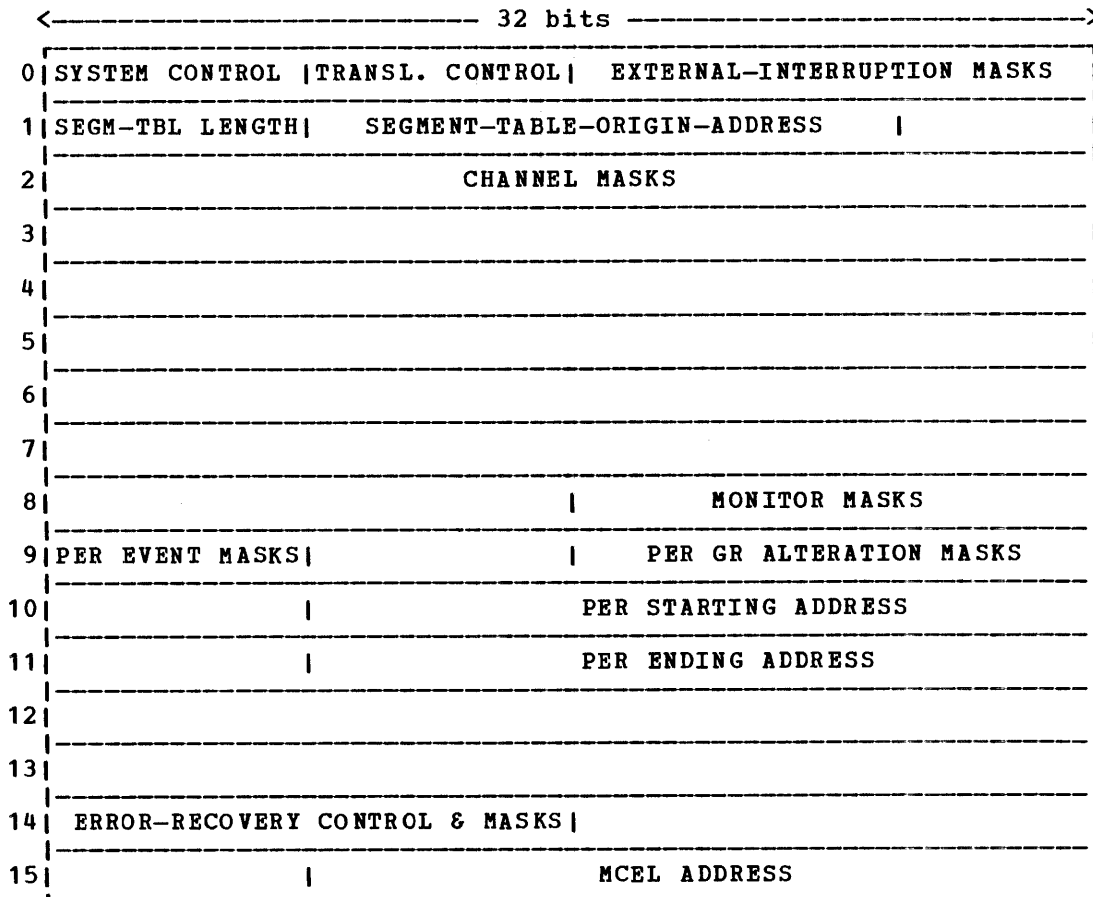 <---------------------- 32 bits ----------------------->
0|SYSTEM CONTROL |TRANSL. CONTROL| EXTERNAL-INTERRUPTION MASKS
1|SEGM-TBL LENGTH| SEGMENT-TABLE-ORIGIN-ADDRESS |
2| CHANNEL MASKS
3|
4|
5|
6|
7|
8| | MONITOR MASKS
9|PER EVENT MASKS| | PER GR ALTERATION MASKS
10| | PER STARTING ADDRESS
11| | PER ENDING ADDRESS
12|
13|
14| ERROR-RECOVERY CONTROL & MASKS|
15| | MCEL ADDRESS